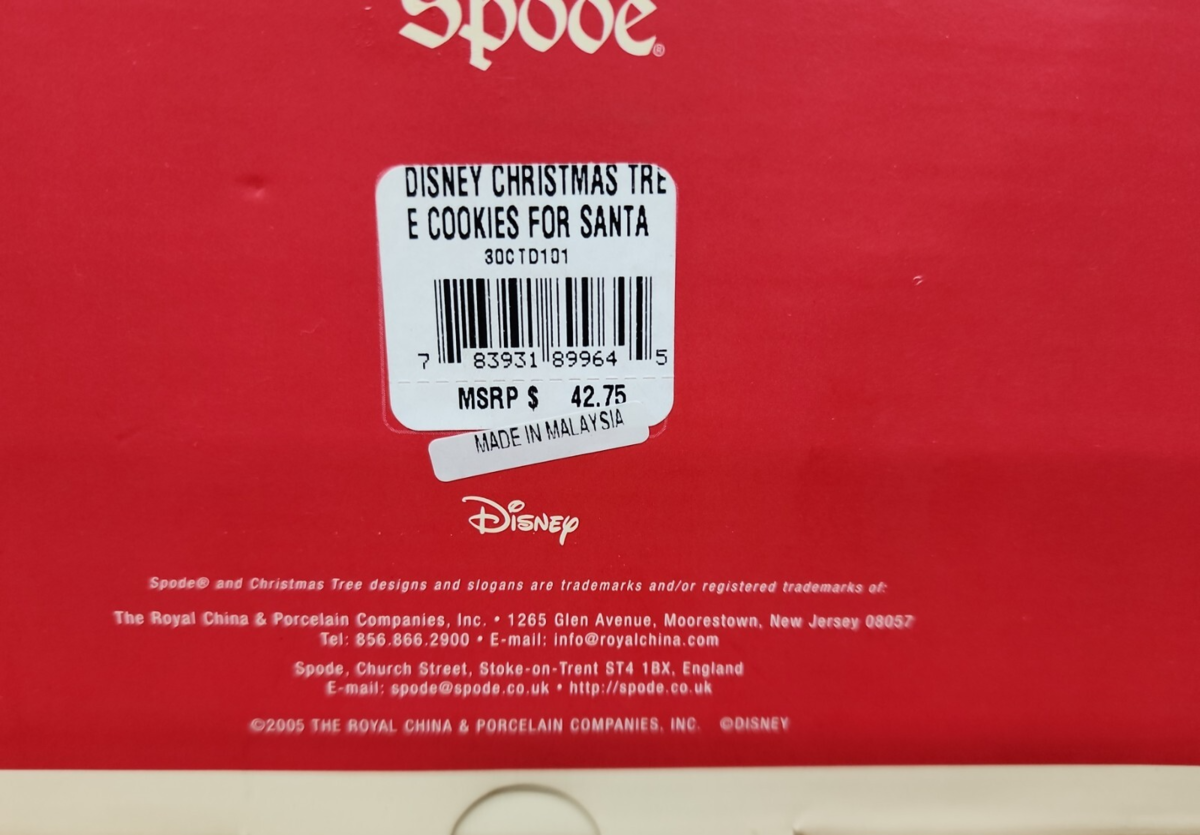 Spode®
DISNEY CHRISTMAS TRE
E COOKIES FOR SANTA
30CTD101
7 83931 89964 5
MSRP $ 42.75
MADE IN MALAYSIA
Disney
Spode® and Christmas Tree designs and slogans are trademarks and/or registered trademarks of:
The Royal China & Porcelain Companies, Inc. • 1265 Glen Avenue, Moorestown, New Jersey 08057
Tel: 856.866.2900 • E-mail: info@royalchina.com
Spode, Church Street, Stoke-on-Trent ST4 1BX, England
E-mail: spode@spode.co.uk • http://spode.co.uk
©2005 THE ROYAL CHINA & PORCELAIN COMPANIES, INC. ©DISNEY